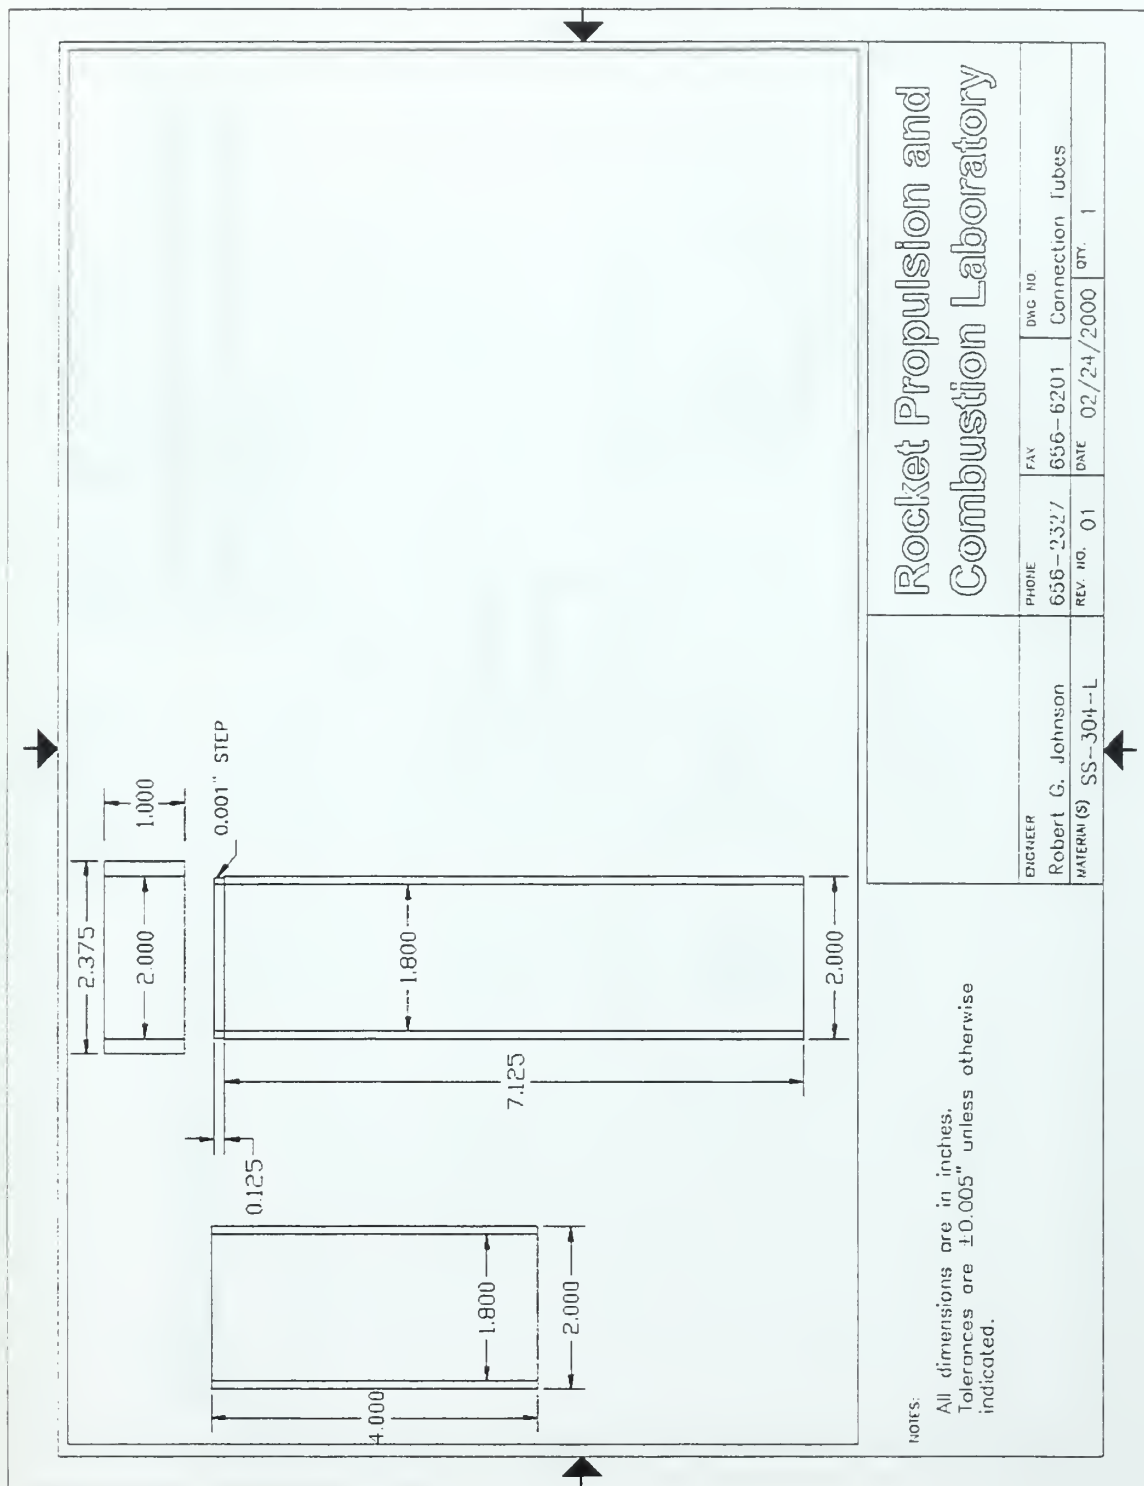 2.375
2.000
1.000
0.001" STEP
1.800
7.125
0.125
2.000
4.000
1.800
2.000
NOTES:
All dimensions are in inches.
Tolerances are ±0.005" unless otherwise
indicated.
Rocket Propulsion and
Combustion Laboratory
ENGINEER
Robert G. Johnson
PHONE
656-2327
FAX
656-6201
DWG NO.
Connection Tubes
MATERIAL(S) SS-304-L
REV. NO. 01
DATE 02/24/2000
QTY. 1